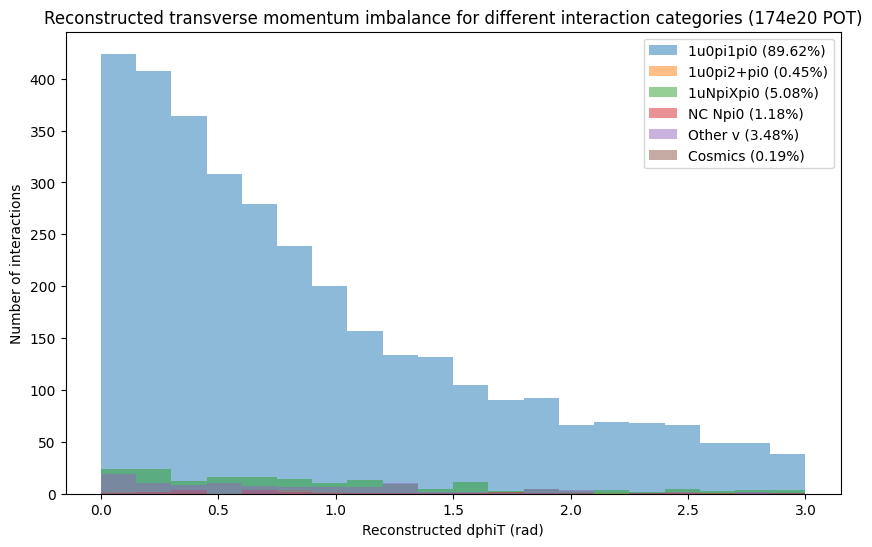 Reconstructed transverse momentum imbalance for different interaction categories (174e20 POT)
1u0pi1pi0 (89.62%)
1u0pi2+pi0 (0.45%)
1uNpiXpi0 (5.08%)
NC Npi0 (1.18%)
Other v (3.48%)
Cosmics (0.19%)
Number of interactions
400
350
300
250
200
150
100
50
0
0.0 0.5 1.0 1.5 2.0 2.5 3.0
Reconstructed dphiT (rad)